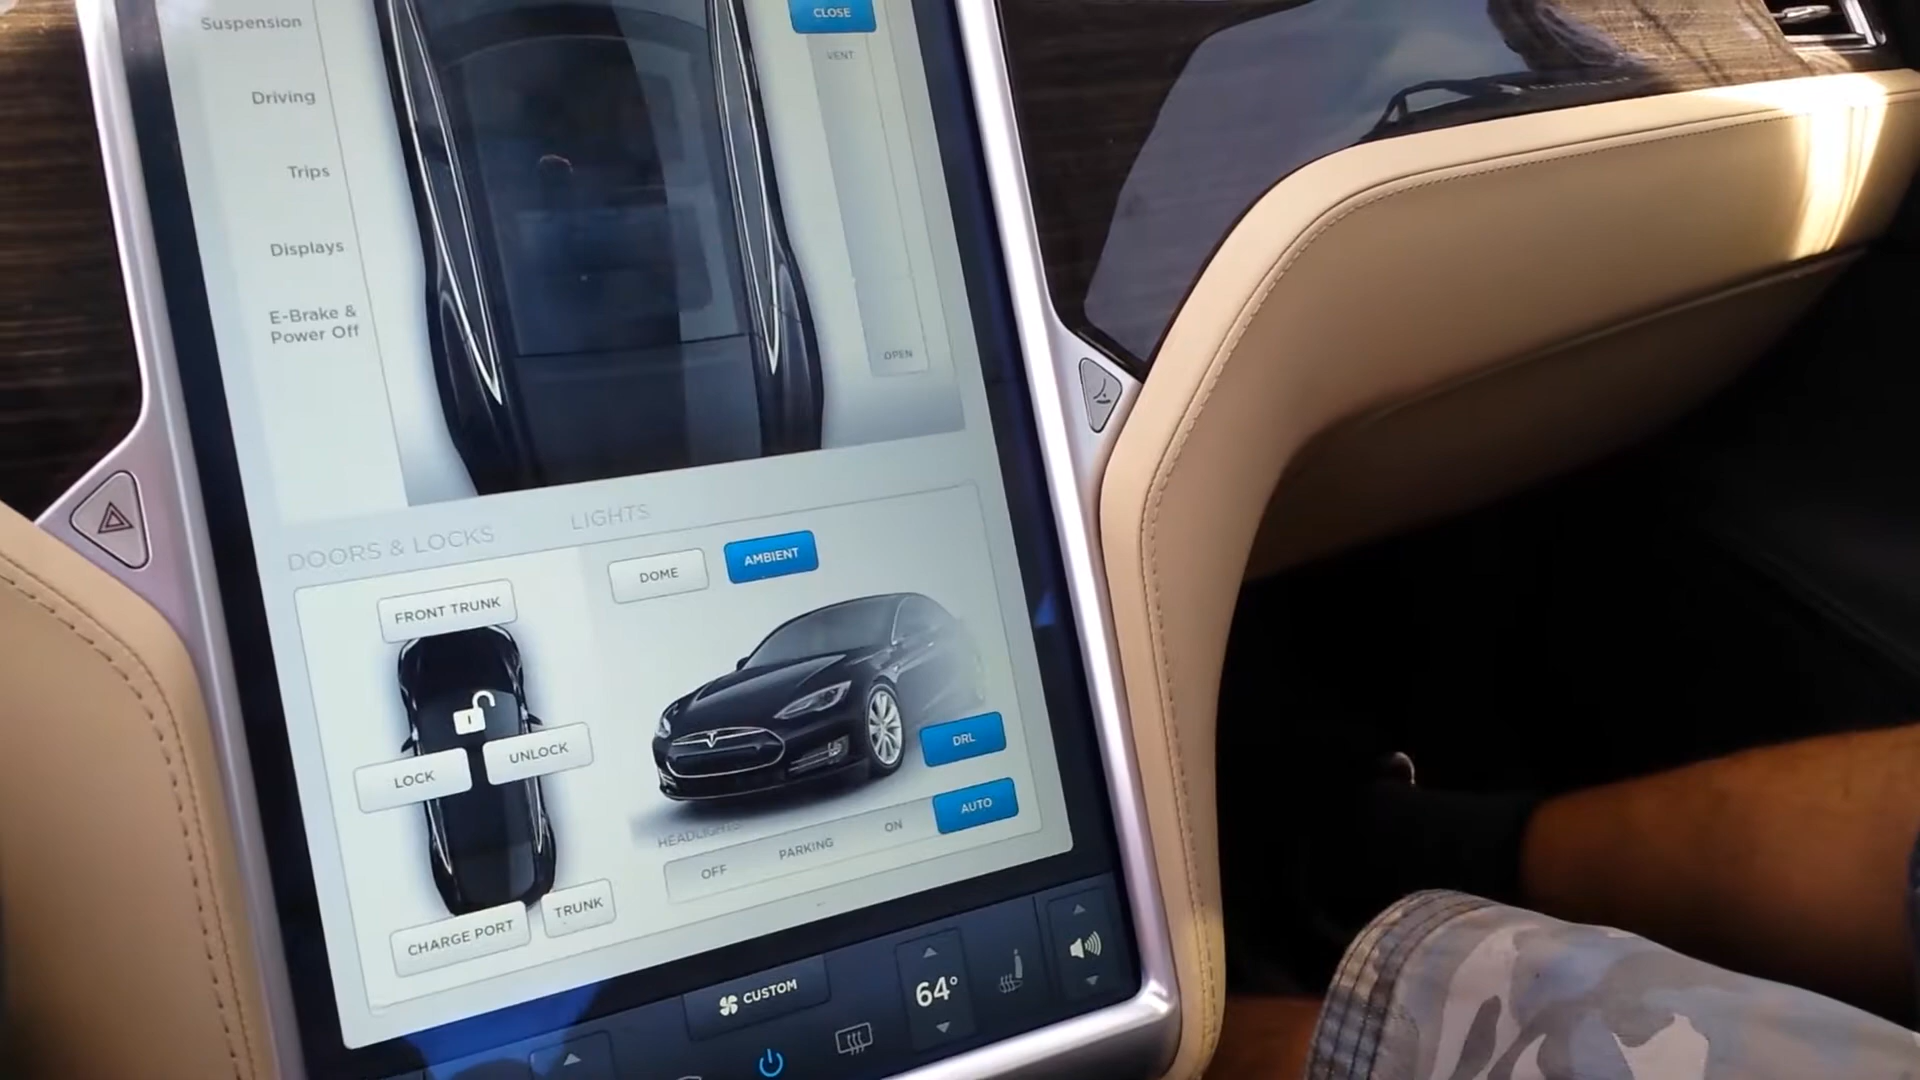 Suspension
Driving
Trips
Displays
E-Brake &
Power Off
CLOSE
VENT
OPEN
DOORS & LOCKS
FRONT TRUNK
LOCK
UNLOCK
CHARGE PORT
TRUNK
LIGHTS
DOME
AMBIENT
DRL
HEADLIGHTS
OFF
PARKING
ON
AUTO
CUSTOM
64°